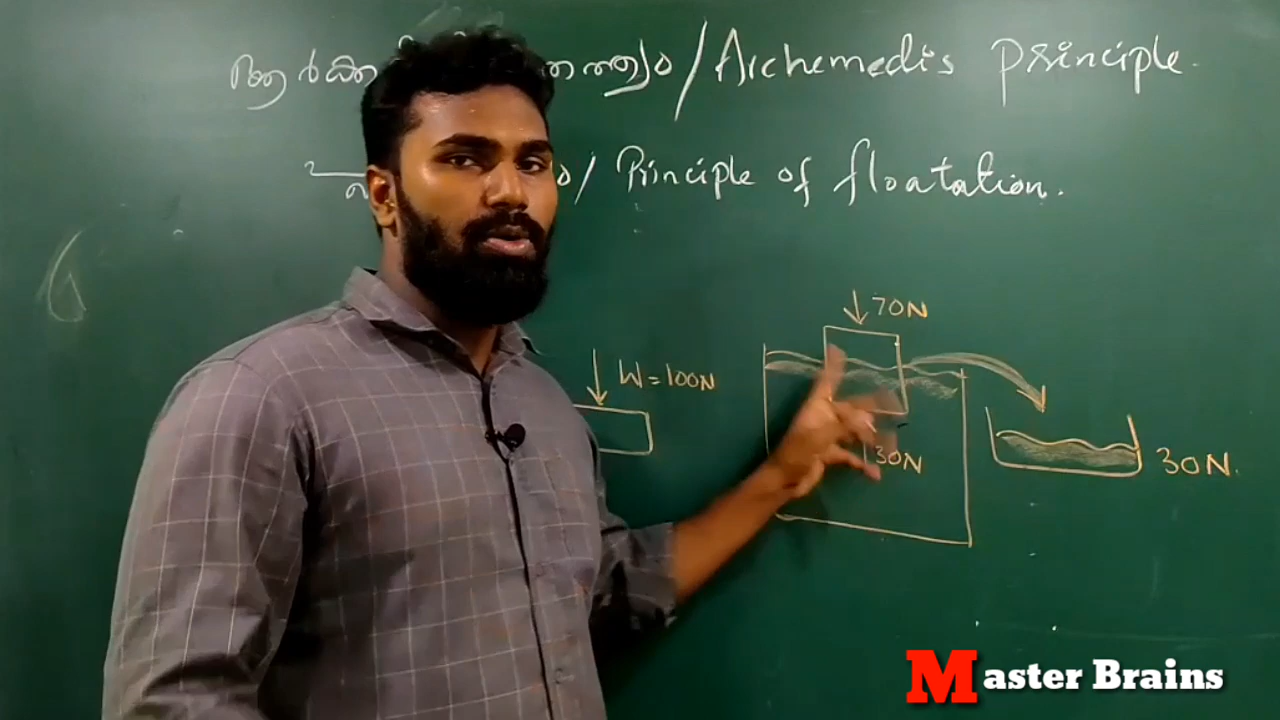 /Archemedis Principle.
/ Principle of floatation.
70N
W=100N
30N
30N.
Master Brains